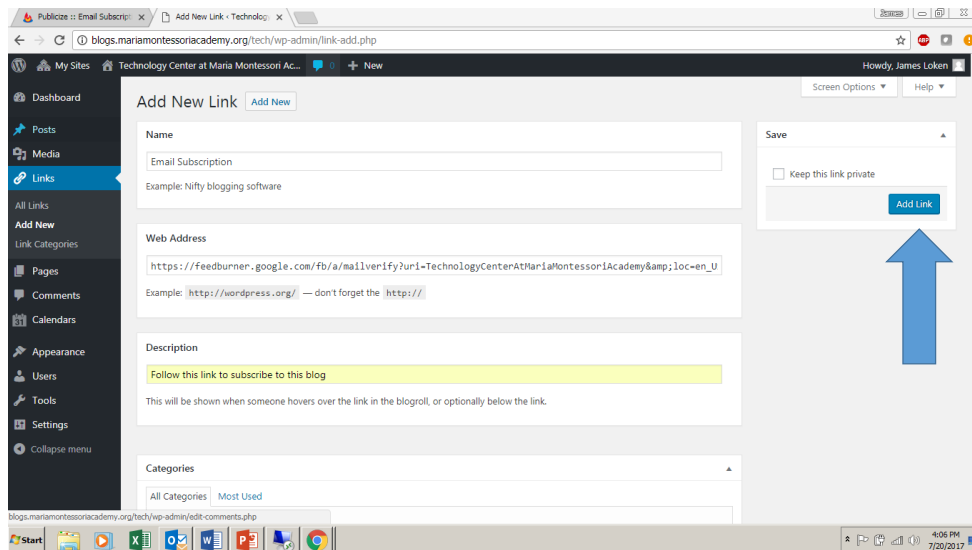 Publicize :: Email Subscript
Add New Link < Technology
James
blogs.mariamontessoriacademy.org/tech/wp-admin/link-add.php
ABP
My Sites
Technology Center at Maria Montessori Ac...
0
New
Howdy, James Loken
Dashboard
Posts
Media
Links
All Links
Add New
Link Categories
Pages
Comments
Calendars
31
Appearance
Users
Tools
Settings
Collapse menu
Screen Options
Help
Add New Link
Add New
Name
Email Subscription
Example: Nifty blogging software
Web Address
https://feedburner.google.com/fb/a/mailverify?uri=TechnologyCenterAtMariaMontessoriAcademy&amp;loc=en_U
Example: http://wordpress.org/ — don't forget the http://
Description
Follow this link to subscribe to this blog
This will be shown when someone hovers over the link in the blogroll, or optionally below the link.
Categories
All Categories
Most Used
Save
Keep this link private
Add Link
blogs.mariamontessoriacademy.org/tech/wp-admin/edit-comments.php
Start
4:06 PM
7/20/2017